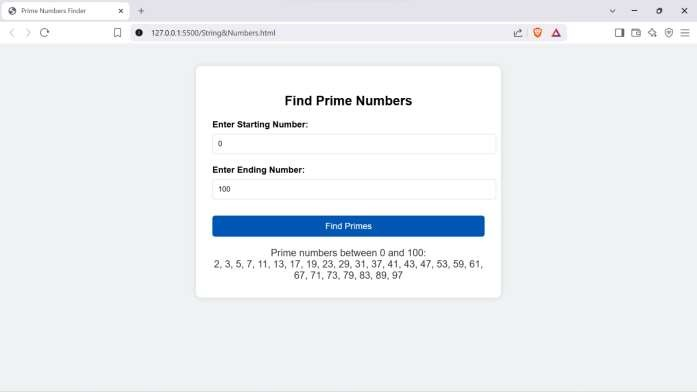 Prime Numbers Finder
127.0.0.1:5500/String&Numbers.html
Find Prime Numbers
Enter Starting Number:
0
Enter Ending Number:
100
Find Primes
Prime numbers between 0 and 100:
2, 3, 5, 7, 11, 13, 17, 19, 23, 29, 31, 37, 41, 43, 47, 53, 59, 61,
67, 71, 73, 79, 83, 89, 97